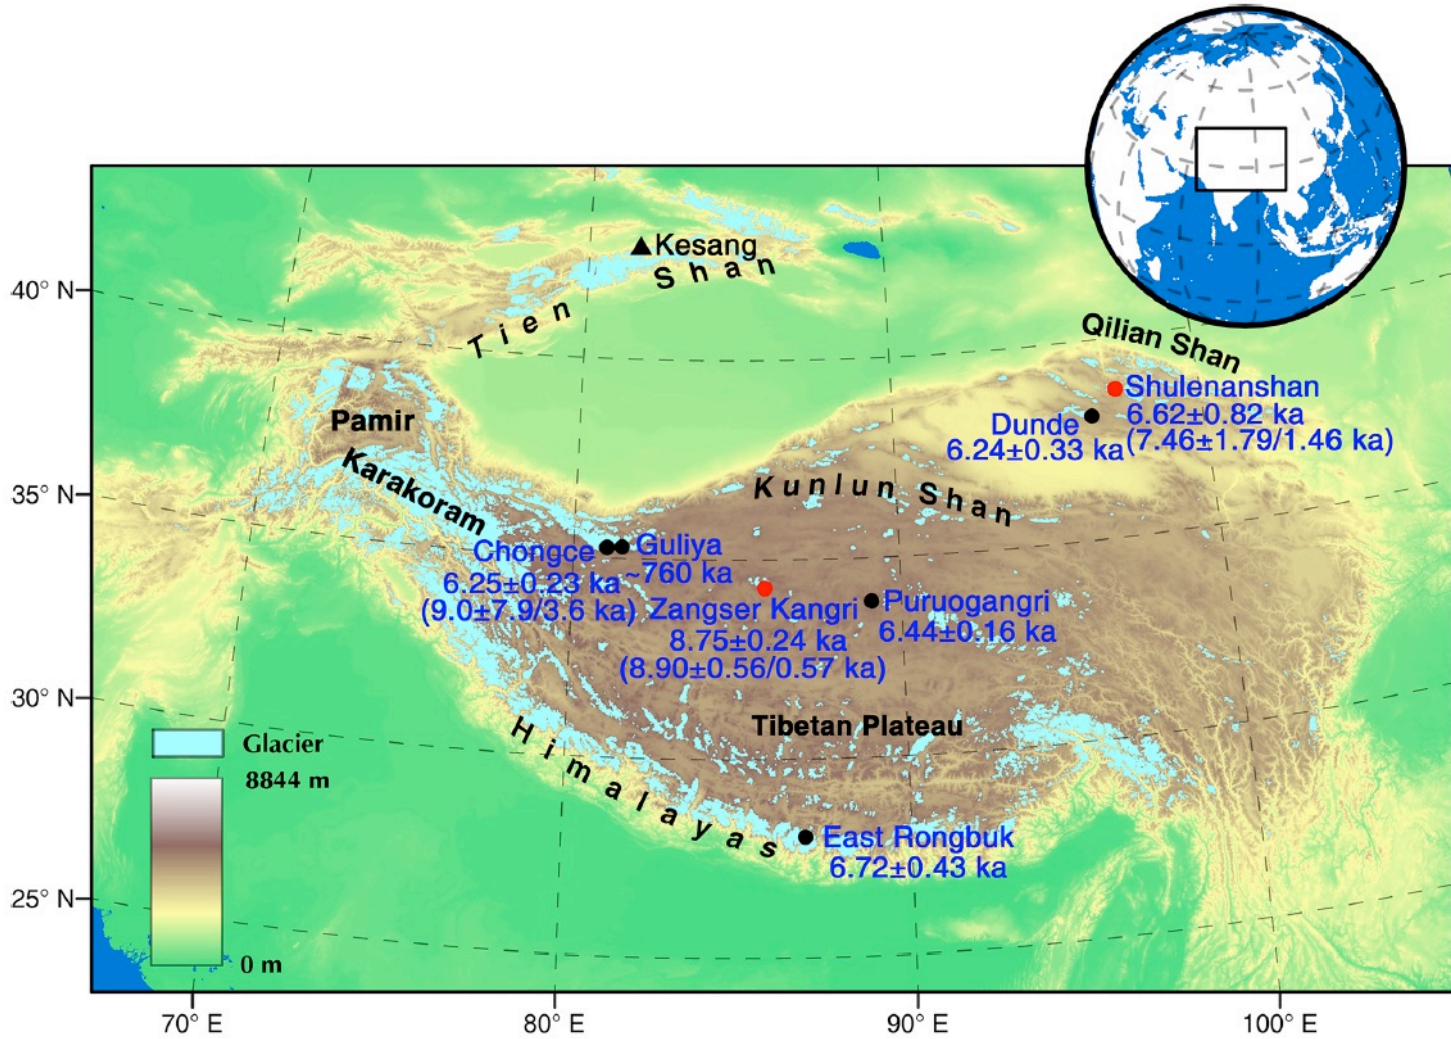 Kesang
Tien Shan
40° N
Qilian Shan
Shulenanshan
6.62±0.82 ka
(7.46±1.79/1.46 ka)
Dunde
6.24±0.33 ka
Pamir
Karakoram
35° N
Kunlun Shan
Chongce
6.25±0.23 ka
(9.0±7.9/3.6 ka)
Guliya
~760 ka
Zangser Kangri
8.75±0.24 ka
(8.90±0.56/0.57 ka)
Puruogangri
6.44±0.16 ka
30° N
Tibetan Plateau
Himalayas
Glacier
8844 m
East Rongbuk
6.72±0.43 ka
25° N
0 m
70° E
80° E
90° E
100° E